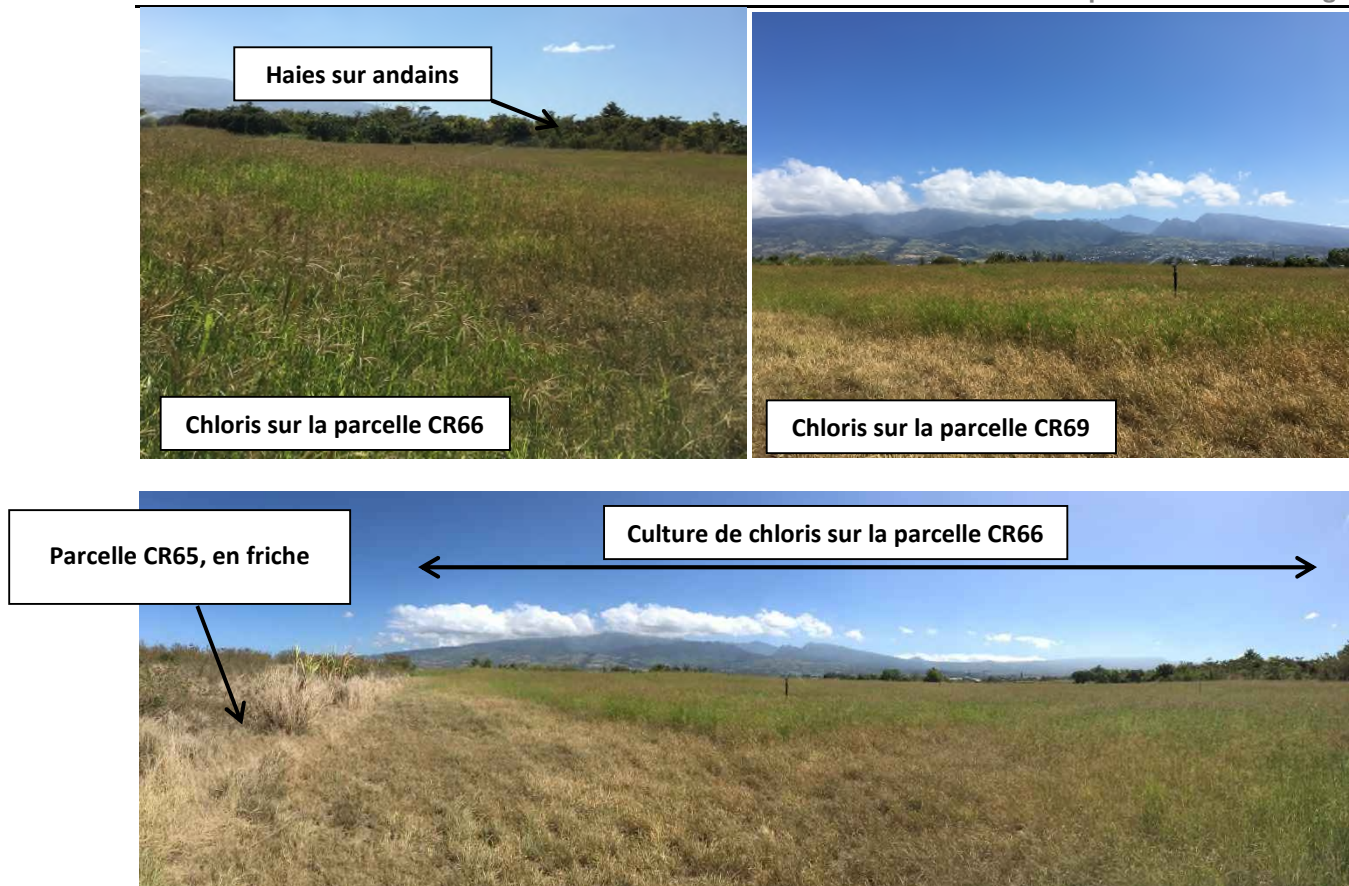 Haies sur andains
Chloris sur la parcelle CR66
Chloris sur la parcelle CR69
Parcelle CR65, en friche
Culture de chloris sur la parcelle CR66